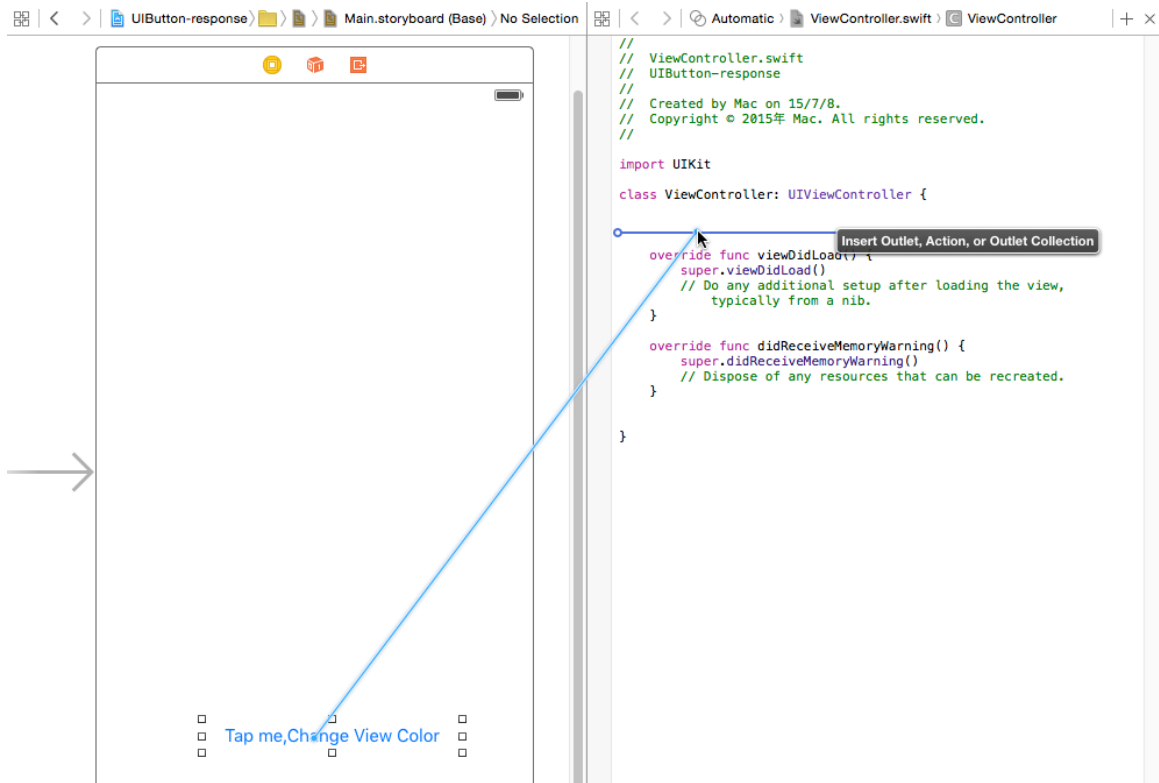 UIButton-response Main.storyboard (Base) No Selection
Automatic ViewController.swift C ViewController
//
// ViewController.swift
// UIButton-response
//
// Created by Mac on 15/7/8.
// Copyright © 2015年 Mac. All rights reserved.
//
import UIKit
class ViewController: UIViewController {
Insert Outlet, Action, or Outlet Collection
override func viewDidLoad() {
super.viewDidLoad()
// Do any additional setup after loading the view,
typically from a nib.
}
override func didReceiveMemoryWarning() {
super.didReceiveMemoryWarning()
// Dispose of any resources that can be recreated.
}
}
Tap me,Change View Color